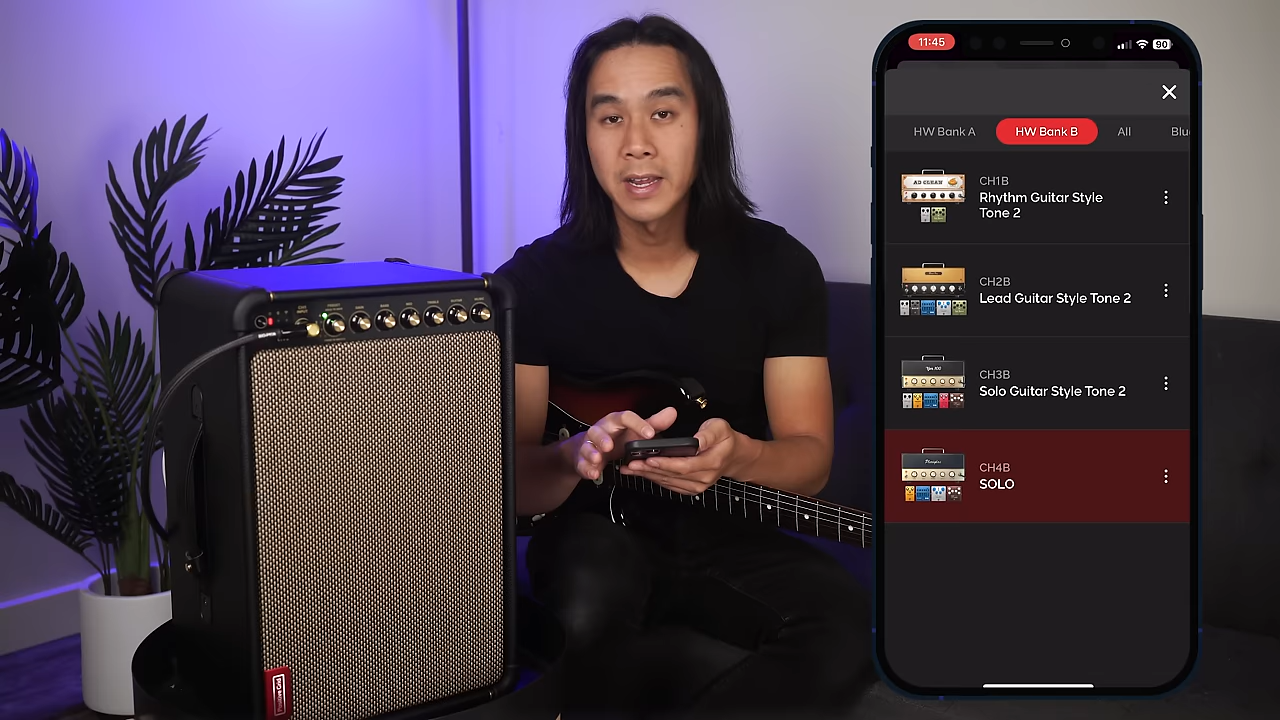 11:45
90
HW Bank A
HW Bank B
All
Blu
AD CLEAN
CH1B
Rhythm Guitar Style
Tone 2
CH2B
Lead Guitar Style Tone 2
CH3B
Solo Guitar Style Tone 2
CH4B
SOLO